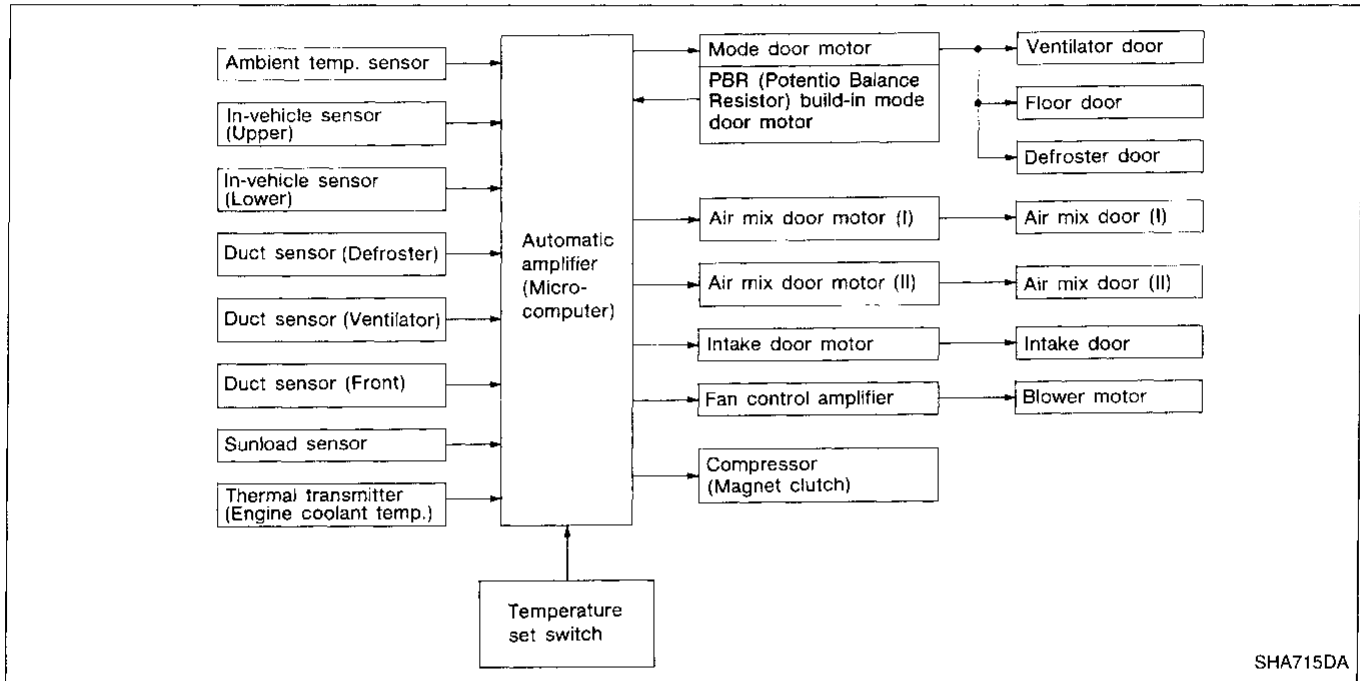 Ambient temp. sensor
In-vehicle sensor
(Upper)
In-vehicle sensor
(Lower)
Duct sensor (Defroster)
Duct sensor (Ventilator)
Duct sensor (Front)
Sunload sensor
Thermal transmitter
(Engine coolant temp.)
Automatic
amplifier
(Micro-
computer)
Temperature
set switch
Mode door motor
PBR (Potentio Balance
Resistor) build-in mode
door motor
Air mix door motor (I)
Air mix door motor (II)
Intake door motor
Fan control amplifier
Compressor
(Magnet clutch)
Ventilator door
Floor door
Defroster door
Air mix door (I)
Air mix door (II)
Intake door
Blower motor
SHA715DA